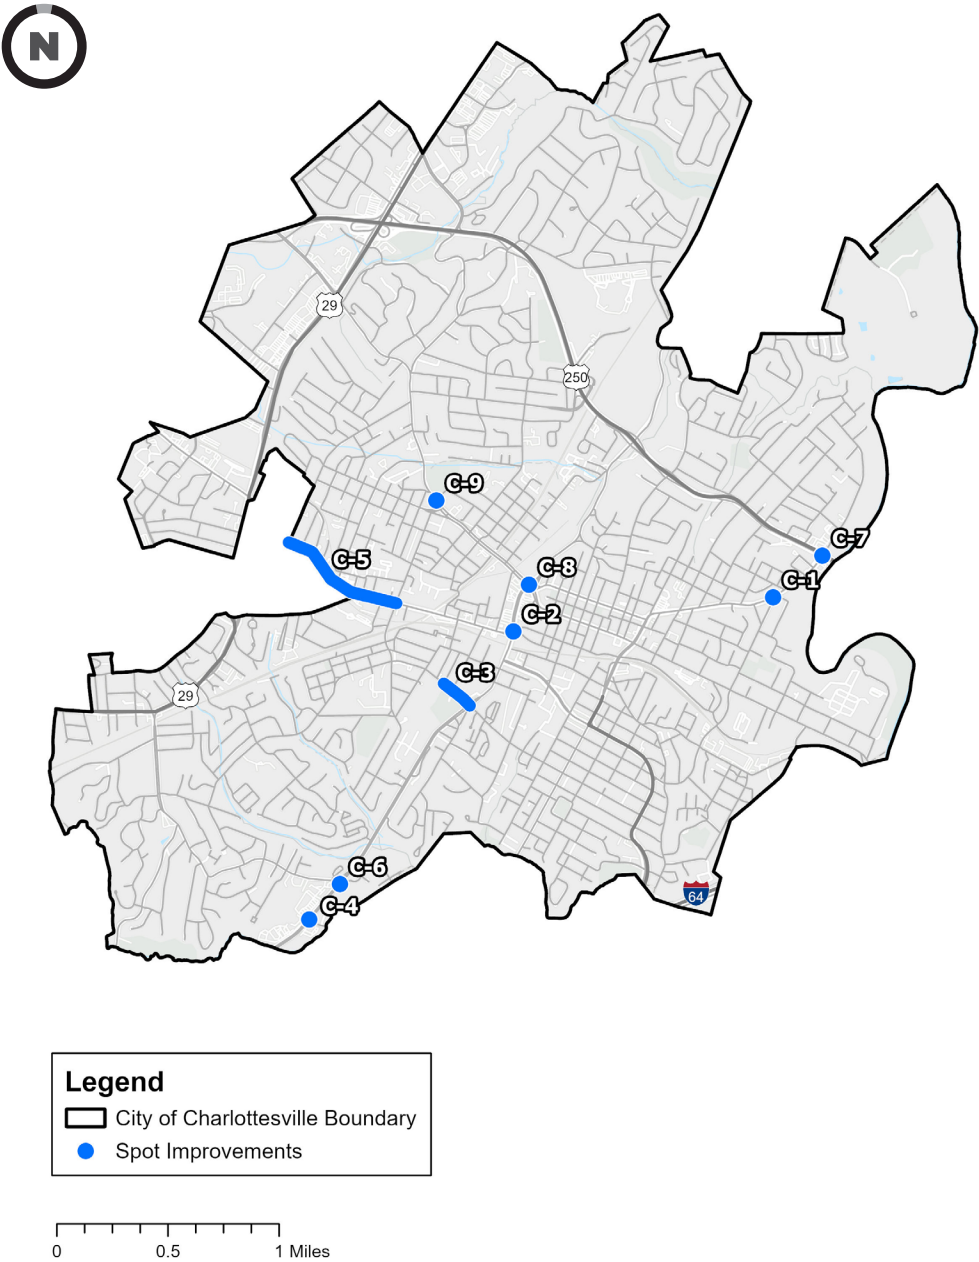 N
29
250
C-9
C-7
C-5
C-8
C-1
C-2
C-3
29
C-6
64
C-4
Legend
City of Charlottesville Boundary
Spot Improvements
0 0.5 1 Miles